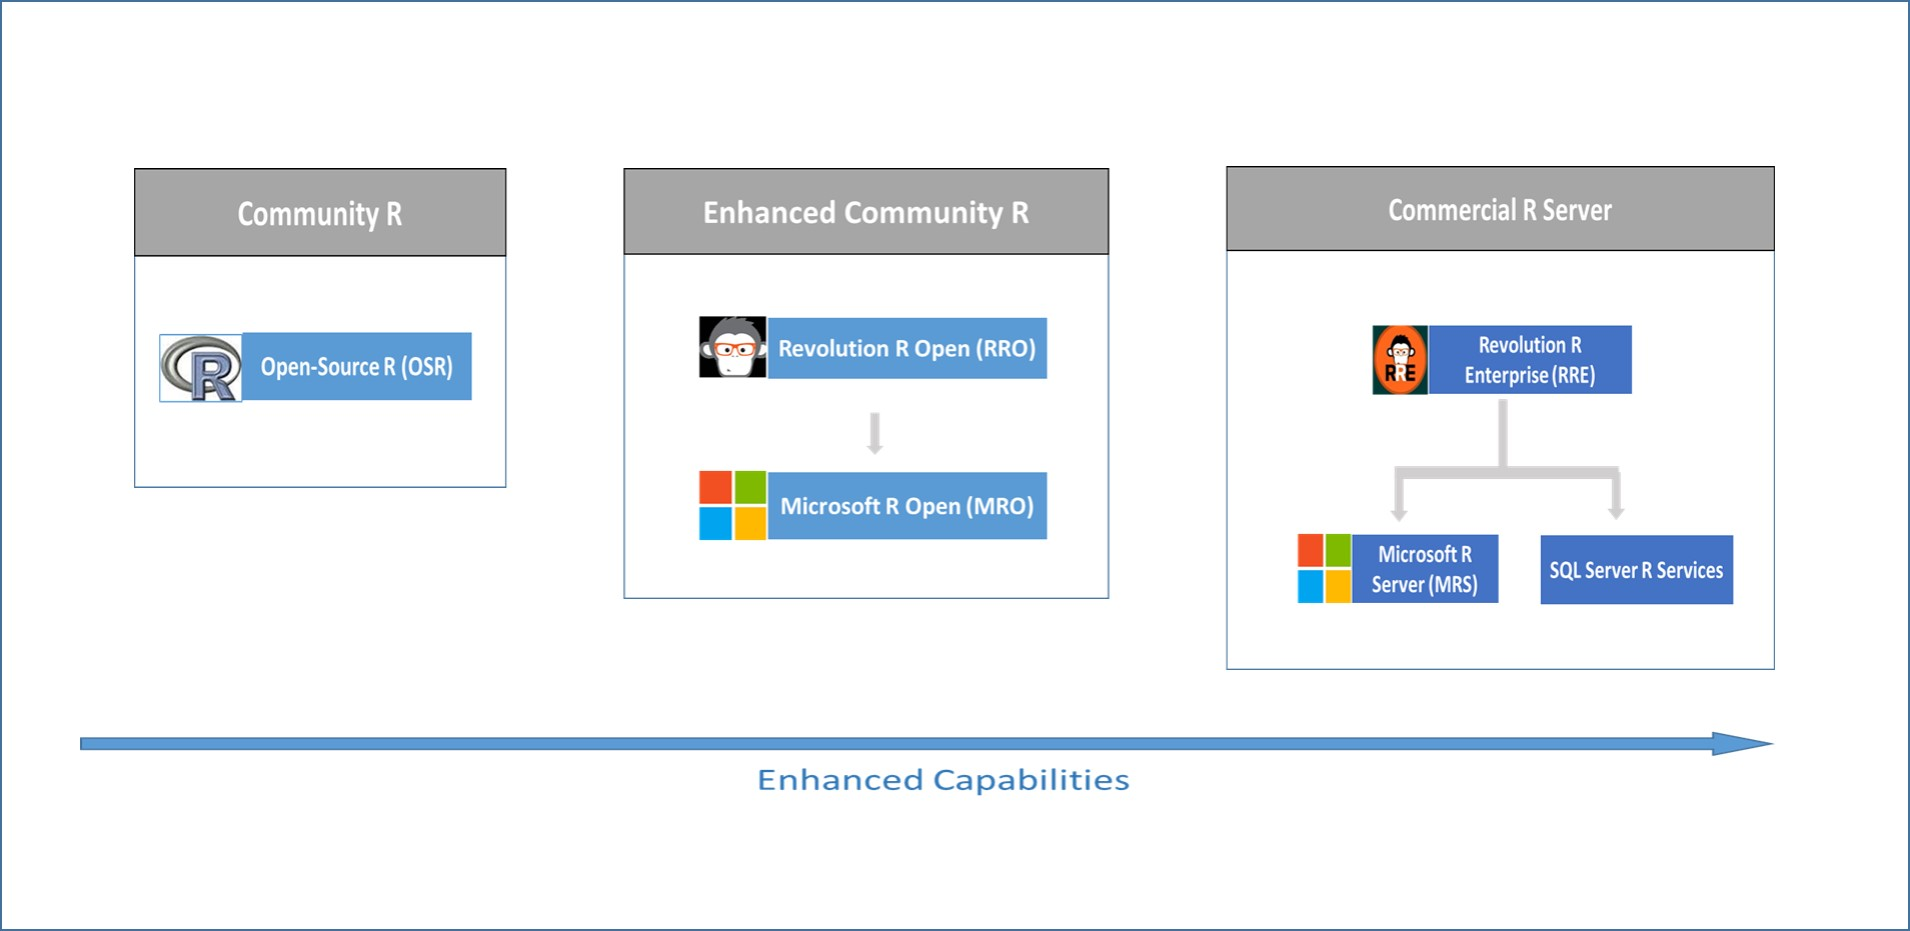 Community R
Open-Source R (OSR)
Enhanced Community R
Revolution R Open (RRO)
Microsoft R Open (MRO)
Commercial R Server
RRE
Revolution R
Enterprise (RRE)
Microsoft R
Server (MRS)
SQL Server R Services
Enhanced Capabilities